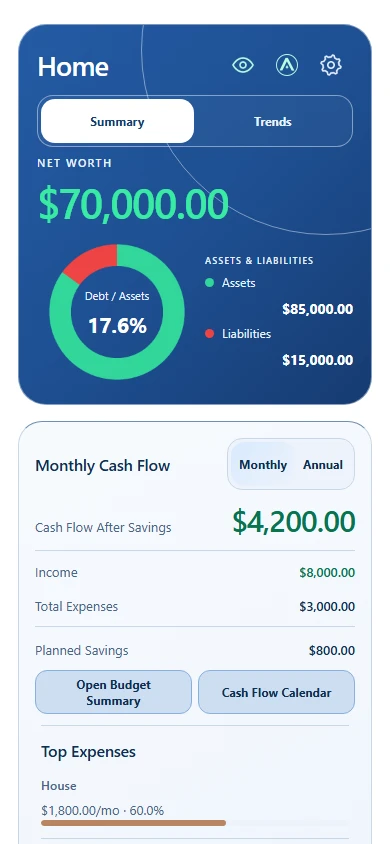 Home
Summary
Trends
NET WORTH
$70,000.00
Debt / Assets
17.6%
ASSETS & LIABILITIES
Assets
$85,000.00
Liabilities
$15,000.00
Monthly Cash Flow
Monthly
Annual
Cash Flow After Savings
$4,200.00
Income
$8,000.00
Total Expenses
$3,000.00
Planned Savings
$800.00
Open Budget
Summary
Cash Flow Calendar
Top Expenses
House
$1,800.00/mo · 60.0%